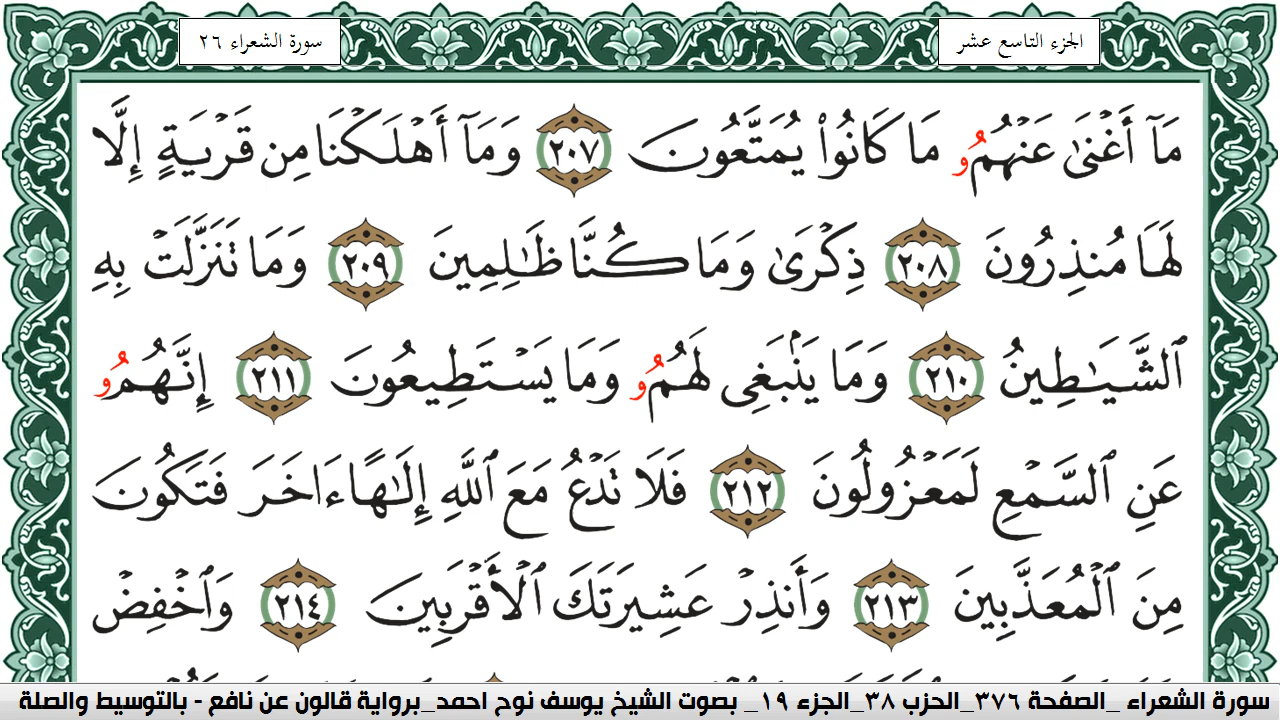 الجزء التاسع عشر
سورة الشعراء ٢٦
مَآ أَغْنَىٰ عَنْهُمُۥ مَا كَانُوا۟ يُمَتَّعُونَ ٢٠٧ وَمَآ أَهْلَكْنَا مِن قَرْيَةٍ إِلَّا
لَهَا مُنذِرُونَ ٢٠٨ ذِكْرَىٰ وَمَا كُنَّا ظَٰلِمِينَ ٢٠٩ وَمَا تَنَزَّلَتْ بِهِ
ٱلشَّيَٰطِينُ ٢١٠ وَمَا يَنۢبَغِى لَهُمُۥ وَمَا يَسْتَطِيعُونَ ٢١١ إِنَّهُمُۥ
عَنِ ٱلسَّمْعِ لَمَعْزُولُونَ ٢١٢ فَلَا تَدْعُ مَعَ ٱللَّهِ إِلَٰهًا ءَاخَرَ فَتَكُونَ
مِنَ ٱلْمُعَذَّبِينَ ٢١٣ وَأَنذِرْ عَشِيرَتَكَ ٱلْأَقْرَبِينَ ٢١٤ وَٱخْفِضْ
سورة الشعراء _الصفحة ٣٧٦_الحزب ٣٨_الجزء ١٩_ بصوت الشيخ يوسف نوح احمد_برواية قالون عن نافع - بالتوسيط والصلة